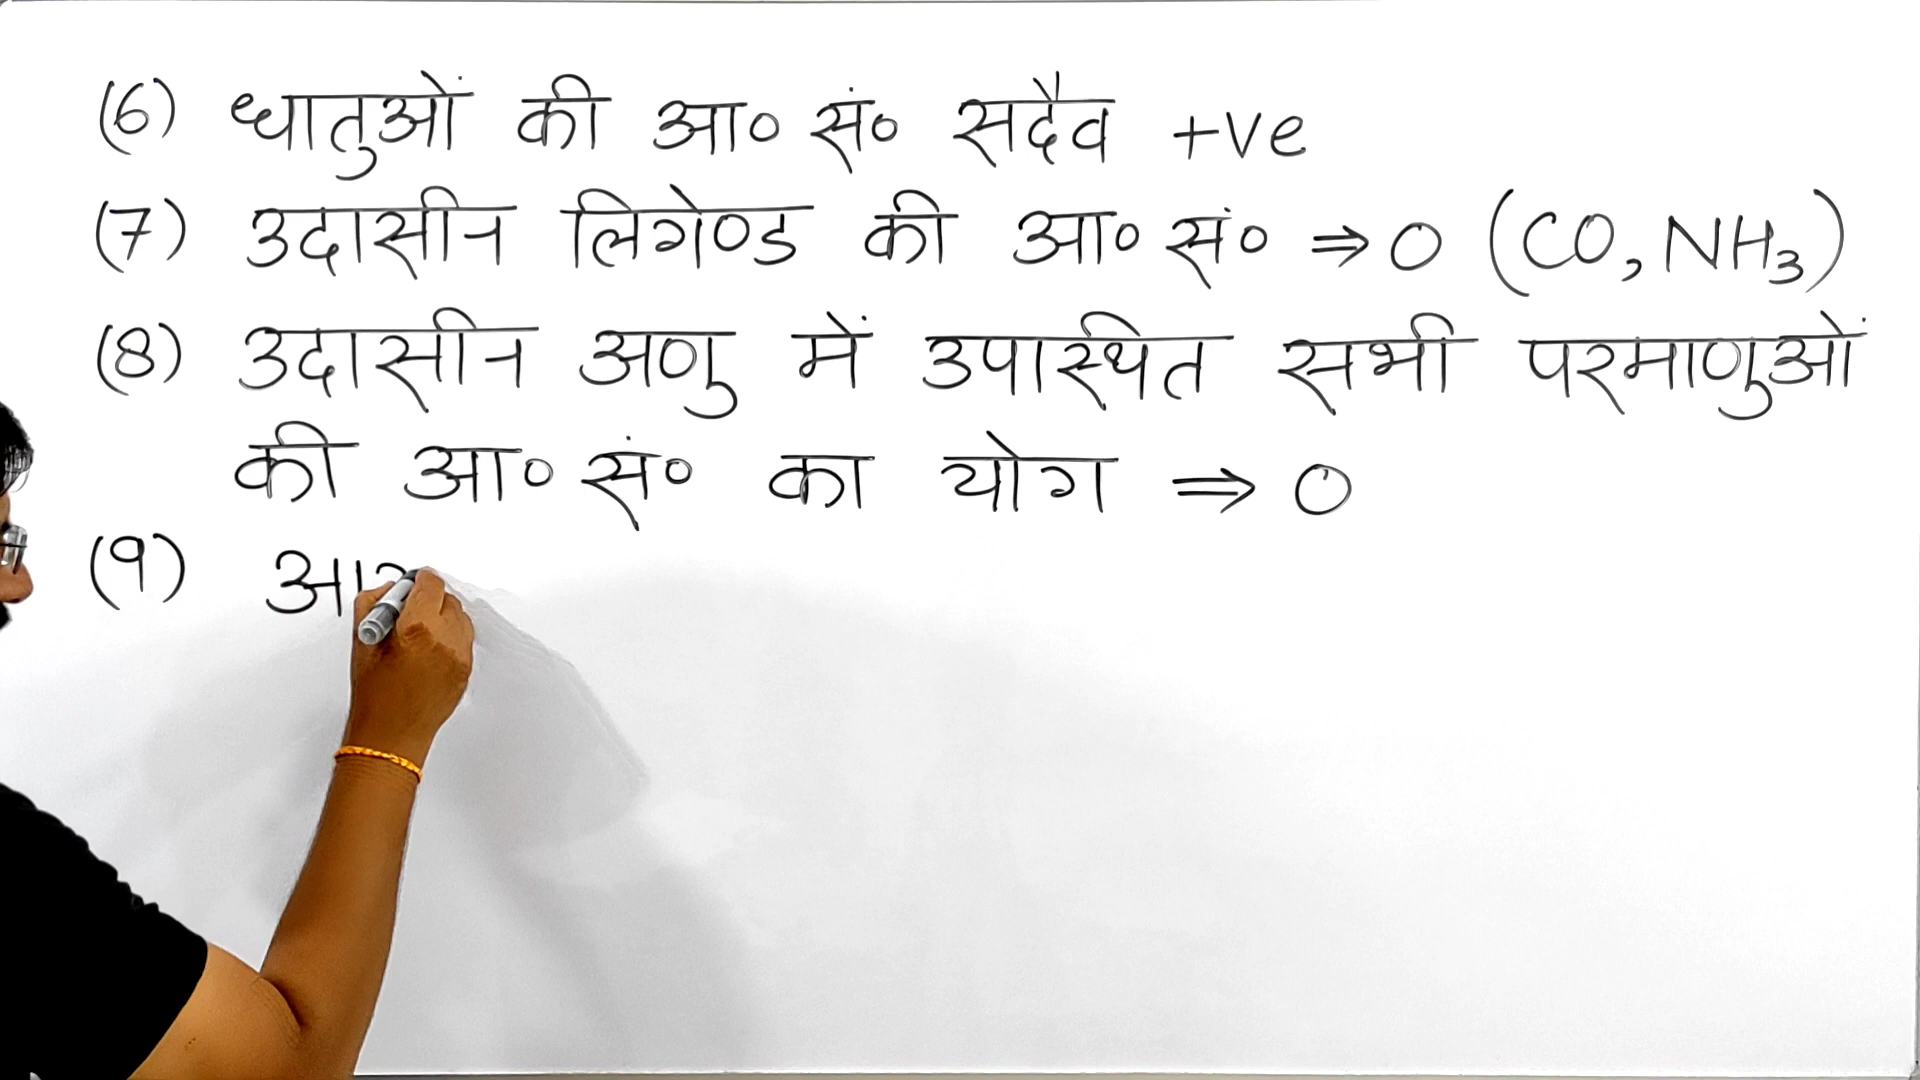 (6) धातुओं की आ० सं० सदैव +ve
(7) उदासीन लिगेण्ड की आ० सं० ⇒ 0 (CO, NH₃)
(8) उदासीन अणु में उपास्थित सभी परमाणुओं
की आ० सं० का योग ⇒ 0
(9)